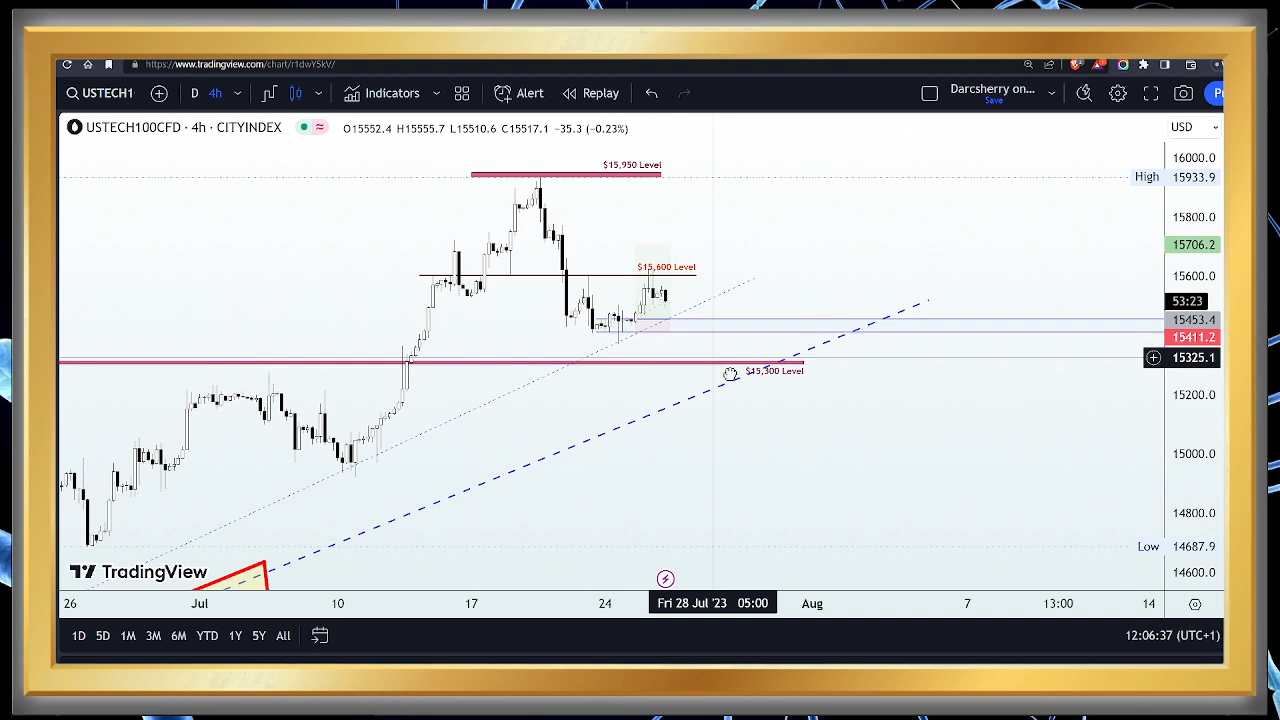 https://www.tradingview.com/chart/r1dwY5kV/
USTECH1 D 4h Indicators Alert Replay Darcsherry on... Save
USTECH100CFD · 4h · CITYINDEX O15552.4 H15555.7 L15510.6 C15517.1 −35.3 (−0.23%) USD
16000.0
$15,950 Level
High 15933.9
15800.0
15706.2
$15,600 Level
15600.0
53:23
15453.4
15411.2
15325.1
$15,300 Level
15200.0
15000.0
14800.0
Low 14687.9
TradingView
14600.0
26 Jul 10 17 24 Fri 28 Jul '23 05:00 Aug 7 13:00 14
1D 5D 1M 3M 6M YTD 1Y 5Y All 12:06:37 (UTC+1)